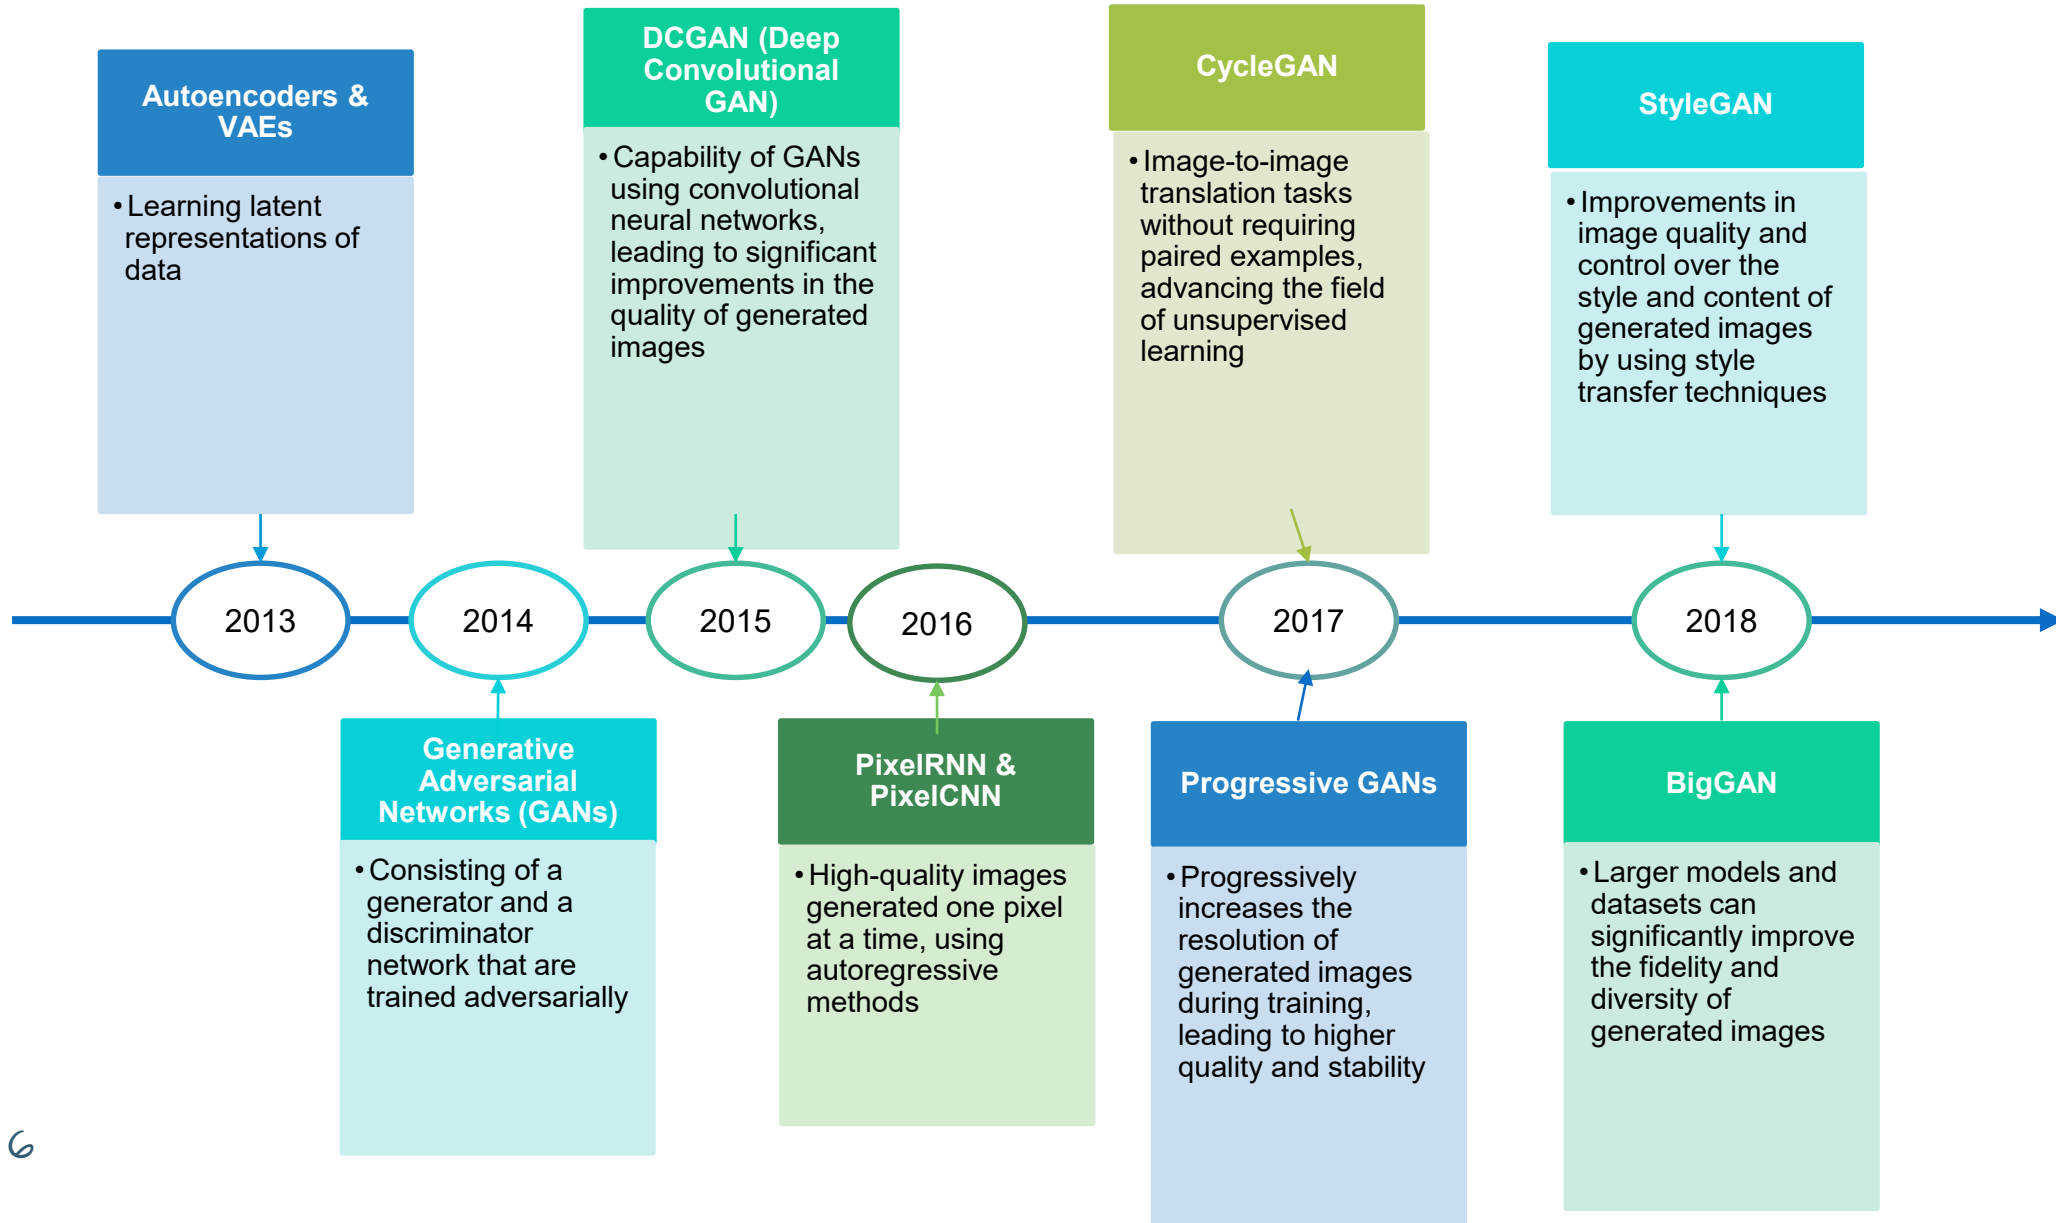 Autoencoders &
VAEs
• Learning latent
representations of
data
DCGAN (Deep
Convolutional
GAN)
• Capability of GANs
using convolutional
neural networks,
leading to significant
improvements in the
quality of generated
images
CycleGAN
• Image-to-image
translation tasks
without requiring
paired examples,
advancing the field
of unsupervised
learning
StyleGAN
• Improvements in
image quality and
control over the
style and content of
generated images
by using style
transfer techniques
2013
2014
2015
2016
2017
2018
Generative
Adversarial
Networks (GANs)
• Consisting of a
generator and a
discriminator
network that are
trained adversarially
PixelRNN &
PixelCNN
• High-quality images
generated one pixel
at a time, using
autoregressive
methods
Progressive GANs
• Progressively
increases the
resolution of
generated images
during training,
leading to higher
quality and stability
BigGAN
• Larger models and
datasets can
significantly improve
the fidelity and
diversity of
generated images
6